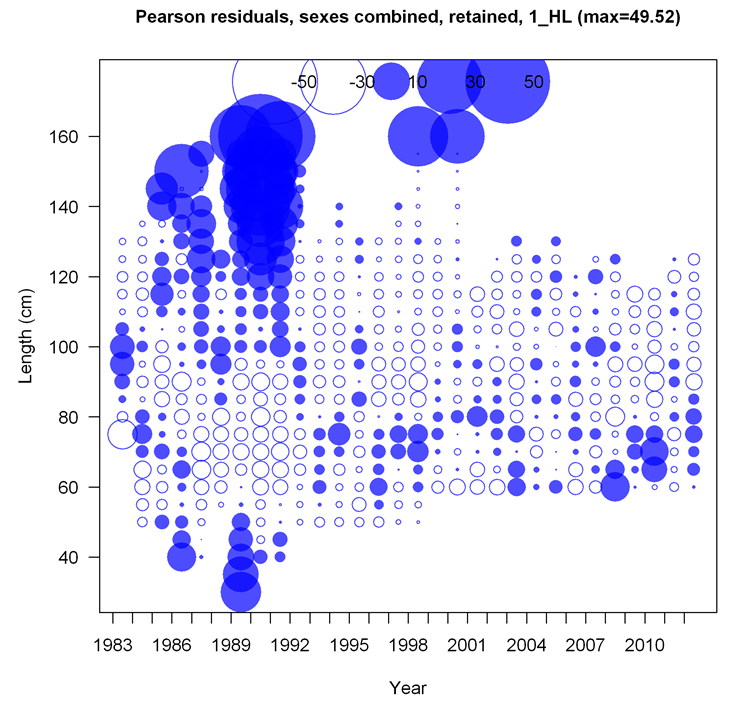 Pearson residuals, sexes combined, retained, 1_HL (max=49.52)
-50 -30 10 30 50
Length (cm)
160
140
120
100
80
60
40
1983 1986 1989 1992 1995 1998 2001 2004 2007 2010
Year